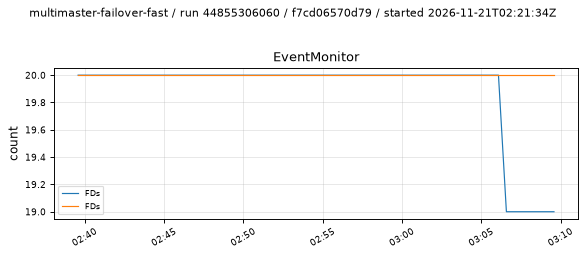 multimaster-failover-fast / run 44855306060 / f7cd06570d79 / started 2026-11-21T02:21:34Z
EventMonitor
count
20.0
19.8
19.6
19.4
19.2
19.0
FDs
FDs
02:40
02:45
02:50
02:55
03:00
03:05
03:10